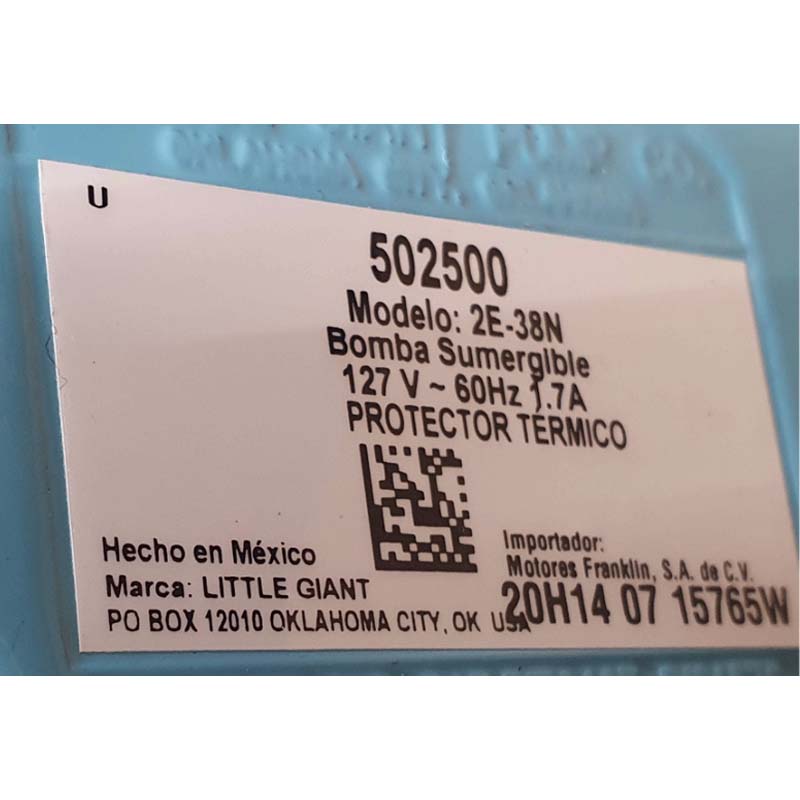 U
502500
Modelo: 2E-38N
Bomba Sumergible
127 V ~ 60Hz 1.7A
PROTECTOR TERMICO
Hecho en México
Marca: LITTLE GIANT
PO BOX 12010 OKLAHOMA CITY, OK USA
Importador:
Motores Franklin, S.A. de C.V.
20H14 07 15765W